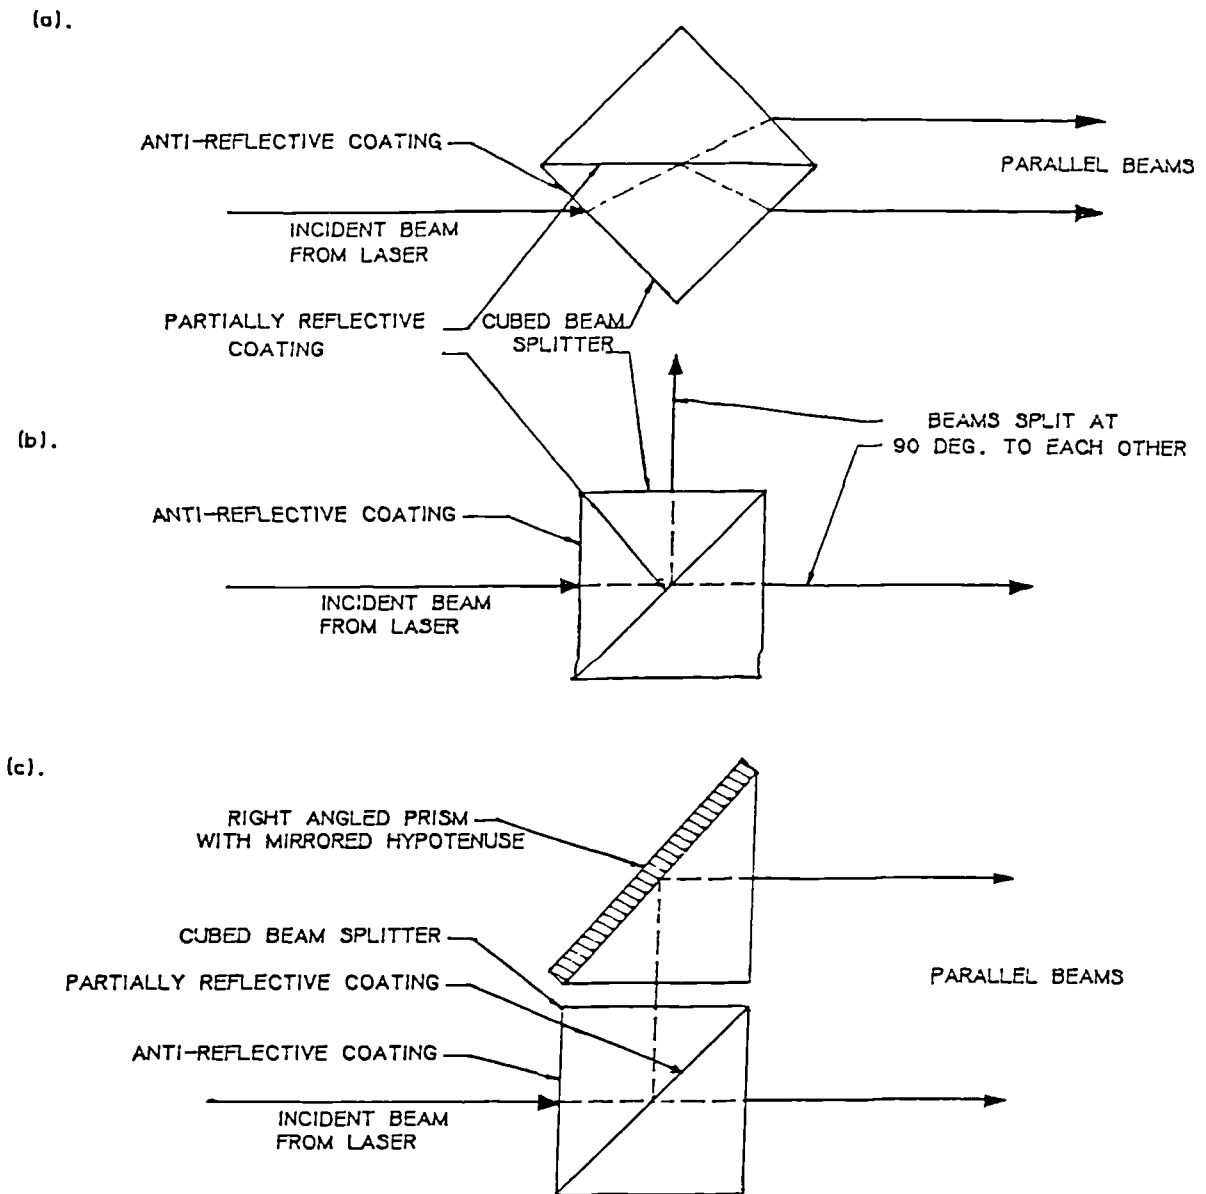 (a).
ANTI-REFLECTIVE COATING
PARALLEL BEAMS
INCIDENT BEAM
FROM LASER
PARTIALLY REFLECTIVE
COATING
CUBED BEAM
SPLITTER
(b).
BEAMS SPLIT AT
90 DEG. TO EACH OTHER
ANTI-REFLECTIVE COATING
INCIDENT BEAM
FROM LASER
(c).
RIGHT ANGLED PRISM
WITH MIRRORED HYPOTENUSE
CUBED BEAM SPLITTER
PARTIALLY REFLECTIVE COATING
PARALLEL BEAMS
ANTI-REFLECTIVE COATING
INCIDENT BEAM
FROM LASER